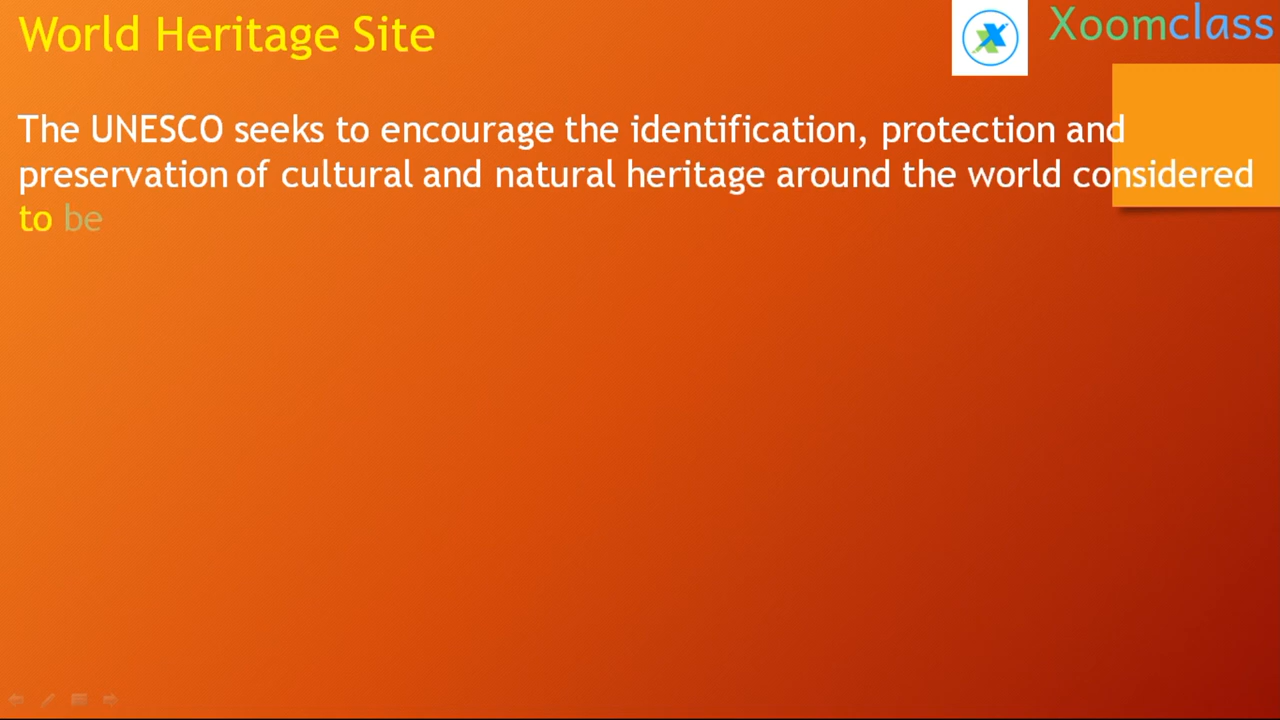 World Heritage Site
Xoomclass
The UNESCO seeks to encourage the identification, protection and
preservation of cultural and natural heritage around the world considered
to be